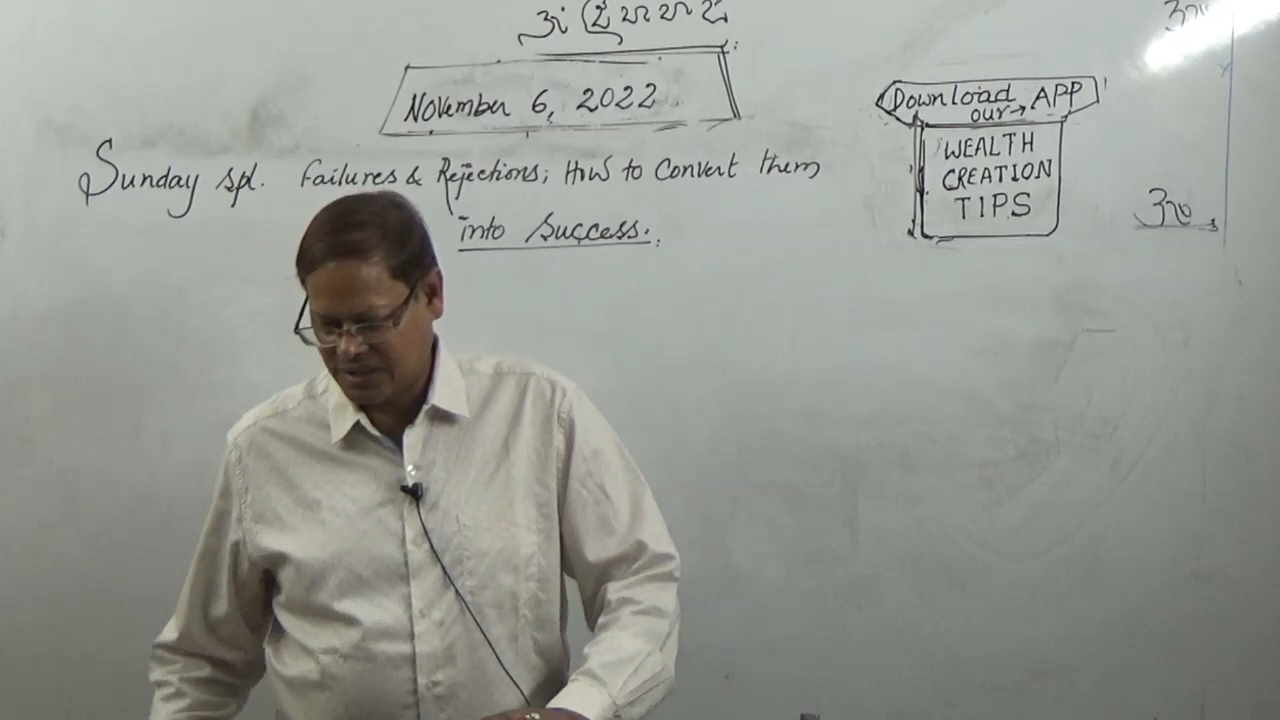 November 6, 2022
Sunday spl. Failures & Rejections; How to Convert them
into Success.
Download
our→ APP
WEALTH
CREATION
TIPS